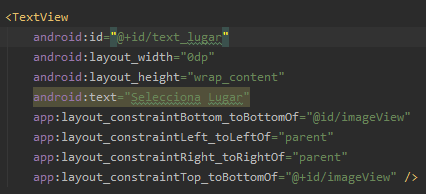 <TextView
android:id="@+id/text_lugar"
android:layout_width="0dp"
android:layout_height="wrap_content"
android:text="Selecciona Lugar"
app:layout_constraintBottom_toBottomOf="@id/imageView"
app:layout_constraintLeft_toLeftOf="parent"
app:layout_constraintRight_toRightOf="parent"
app:layout_constraintTop_toBottomOf="@+id/imageView" />